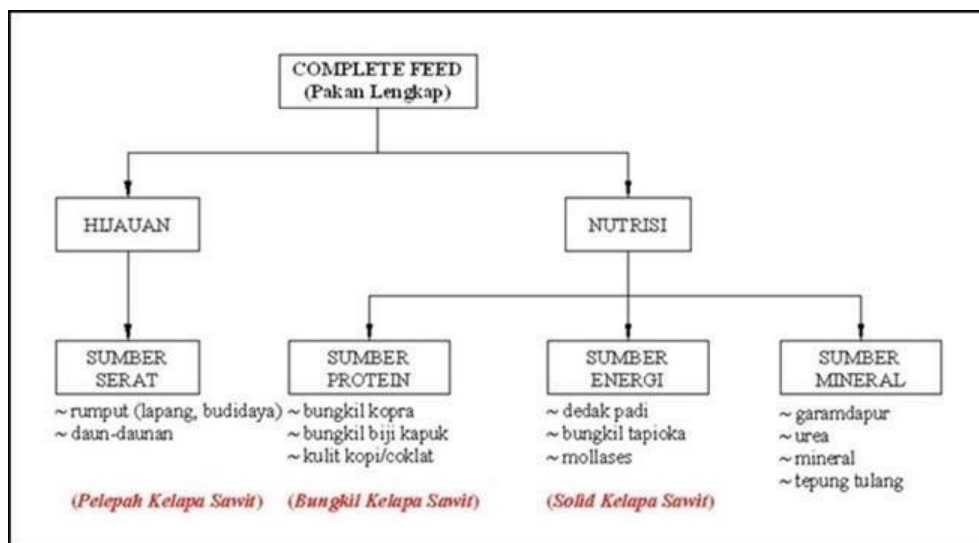 COMPLETE FEED
(Pakan Lengkap)
HIJAUAN
NUTRISI
SUMBER
SERAT
~ rumput (lapang, budidaya)
~ daun-daunan
(Pelepah Kelapa Sawit)
SUMBER
PROTEIN
~ bungkil kopra
~ bungkil biji kapuk
~ kulit kopi/coklat
(Bungkil Kelapa Sawit)
SUMBER
ENERGI
~ dedak padi
~ bungkil tapioka
~ mollases
(Solid Kelapa Sawit)
SUMBER
MINERAL
~ garamdapur
~ urea
~ mineral
~ tepung tulang